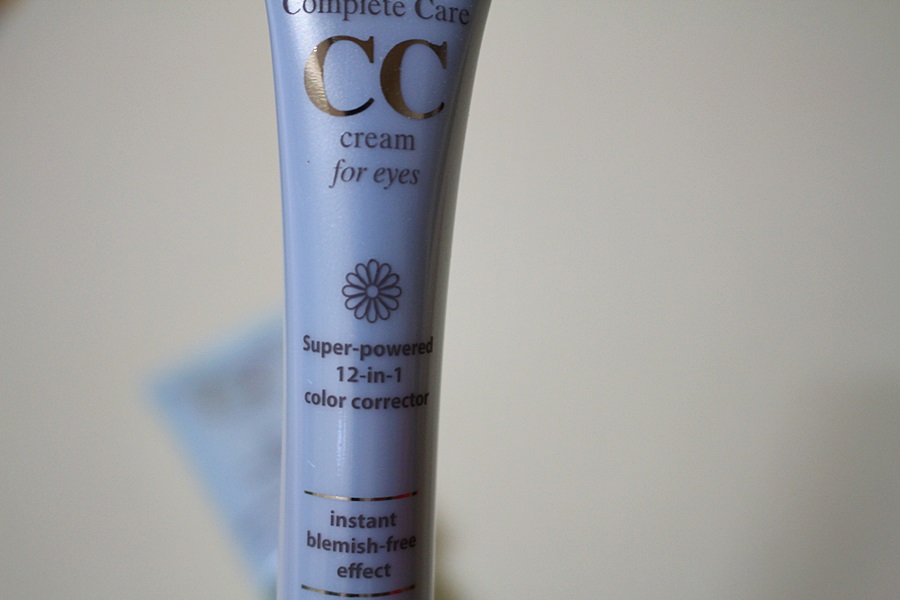 Complete Care
CC
cream
for eyes
Super-powered
12-in-1
color corrector
instant
blemish-free
effect